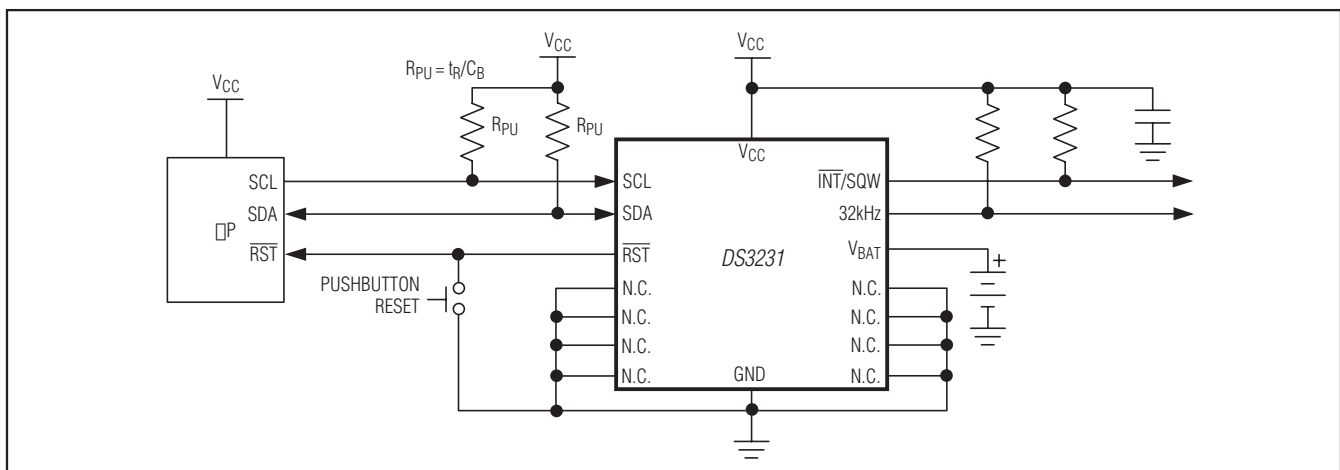 VCC
RPU = tR/CB
VCC
VCC
RPU
RPU
SCL
SDA
RST
□P
PUSHBUTTON
RESET
VCC
SCL
SDA
RST
N.C.
N.C.
N.C.
N.C.
DS3231
GND
INT/SQW
32kHz
VBAT
N.C.
N.C.
N.C.
N.C.
+